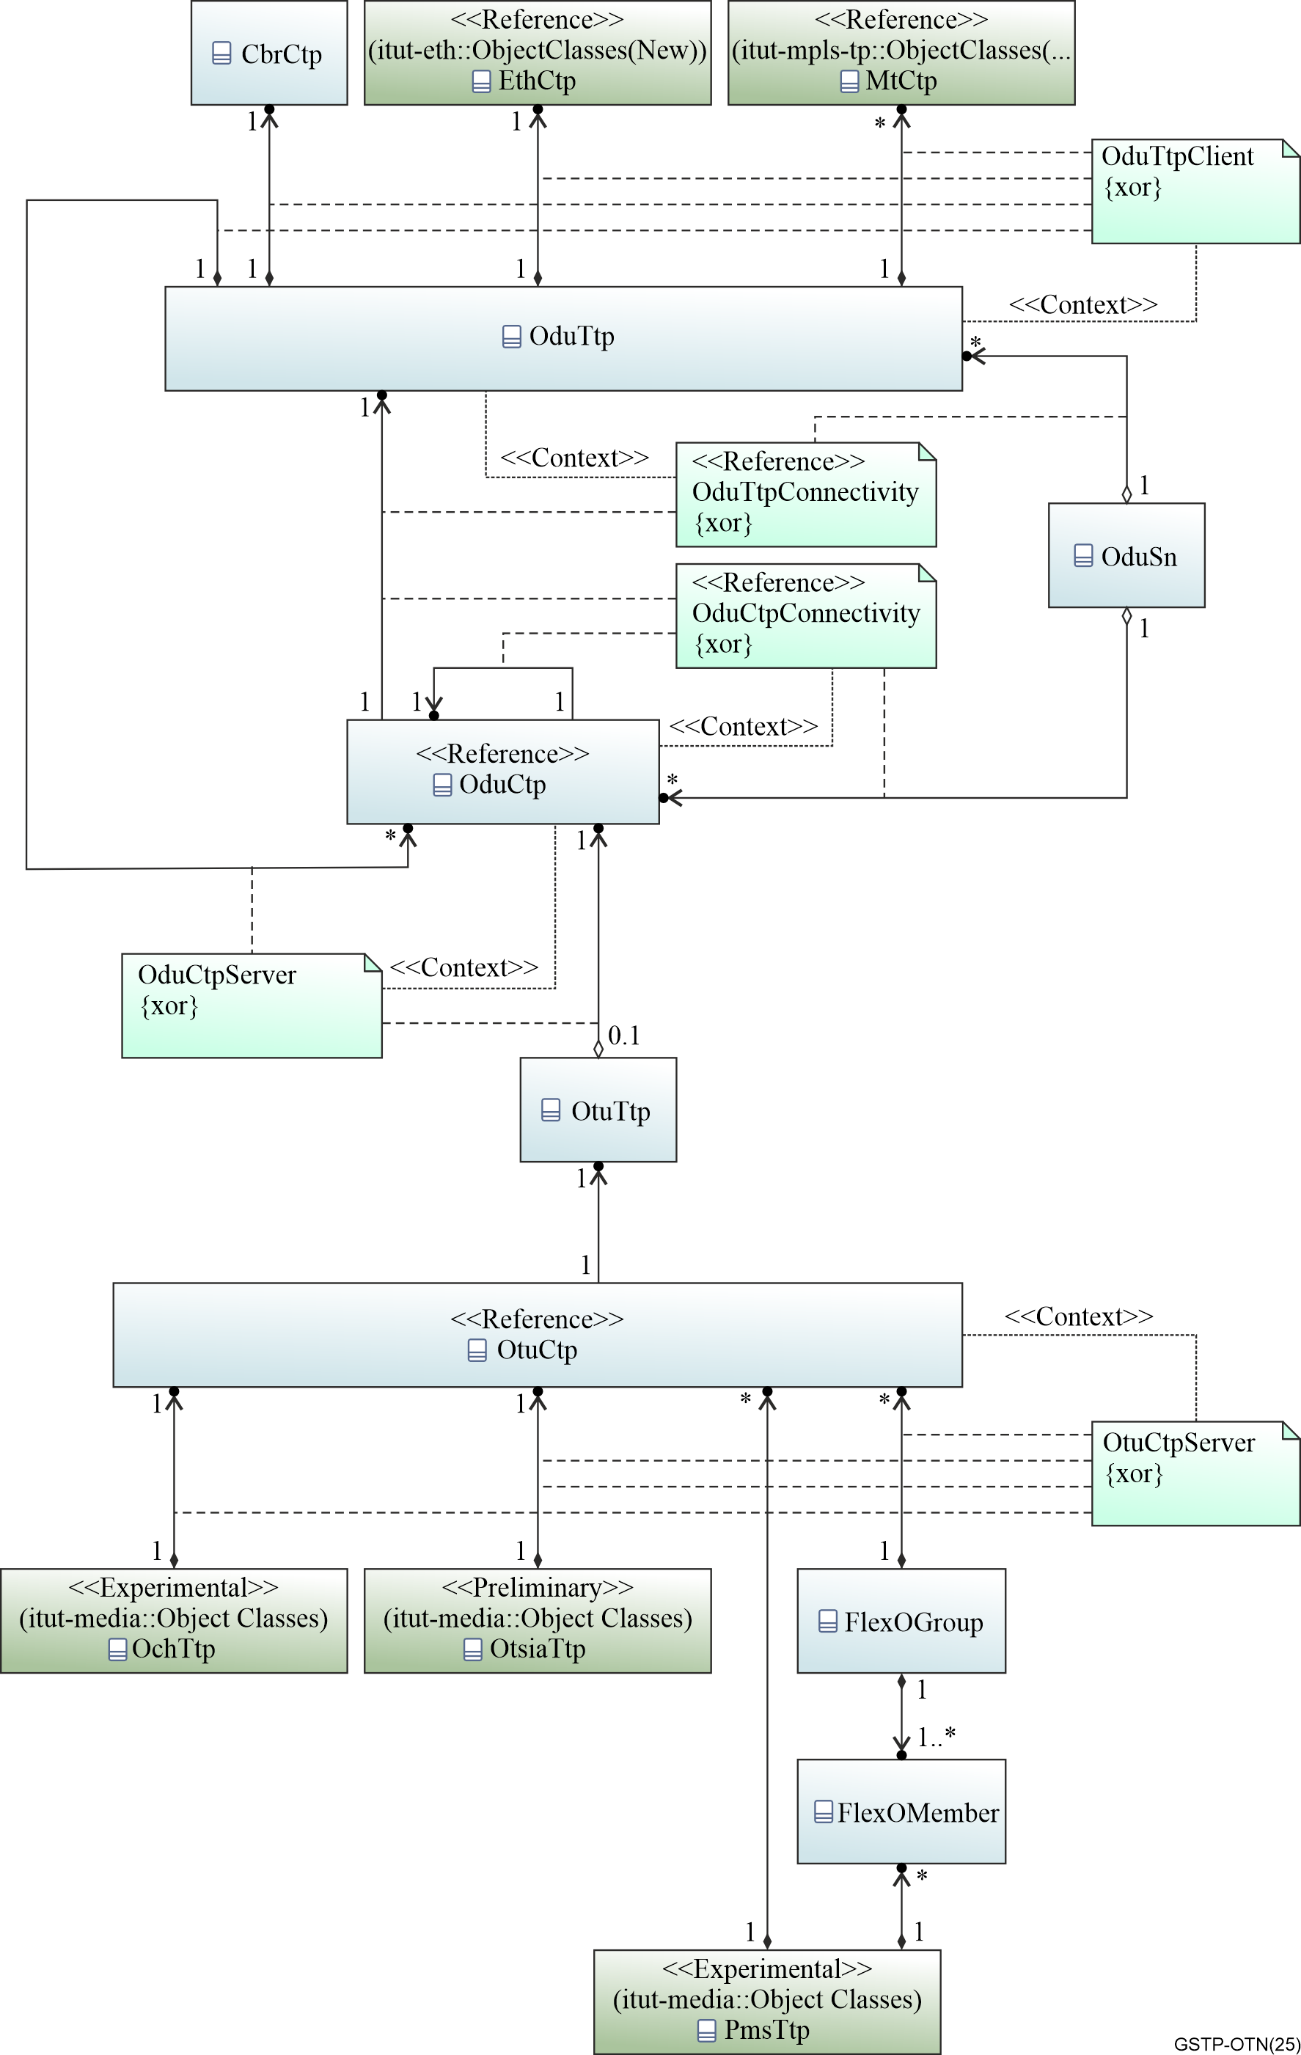 CbrCtp
<<Reference>>
(itut-eth::ObjectClasses(New))
EthCtp
<<Reference>>
(itut-mpls-tp::ObjectClasses(...
MtCtp
1
1
*
OduTtpClient
{xor}
1
1
1
1
<<Context>>
OduTtp
*
1
<<Context>>
<<Reference>>
OduTtpConnectivity
{xor}
1
OduSn
<<Reference>>
OduCtpConnectivity
{xor}
1
1
1
1
<<Context>>
<<Reference>>
OduCtp
*
*
1
OduCtpServer
{xor}
<<Context>>
0.1
OtuTtp
1
1
<<Reference>>
OtuCtp
<<Context>>
1
1
*
*
OtuCtpServer
{xor}
1
1
1
<<Experimental>>
(itut-media::Object Classes)
OchTtp
<<Preliminary>>
(itut-media::Object Classes)
OtsiaTtp
FlexOGroup
1
1..*
FlexOMember
*
1
1
<<Experimental>>
(itut-media::Object Classes)
PmsTtp
GSTP-OTN(25)